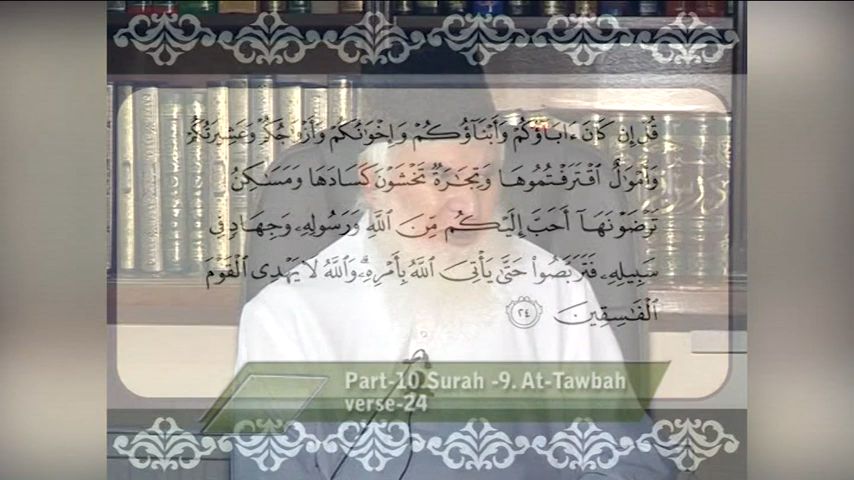 قُلْ إِن كَانَ ءَابَآؤُكُمْ وَأَبْنَآؤُكُمْ وَإِخْوَٰنُكُمْ وَأَزْوَٰجُكُمْ وَعَشِيرَتُكُمْ
وَأَمْوَٰلٌ ٱقْتَرَفْتُمُوهَا وَتِجَٰرَةٌ تَخْشَوْنَ كَسَادَهَا وَمَسَٰكِنُ
تَرْضَوْنَهَآ أَحَبَّ إِلَيْكُم مِّنَ ٱللَّهِ وَرَسُولِهِۦ وَجِهَادٍ فِى
سَبِيلِهِۦ فَتَرَبَّصُوا۟ حَتَّىٰ يَأْتِىَ ٱللَّهُ بِأَمْرِهِۦ ۗ وَٱللَّهُ لَا يَهْدِى ٱلْقَوْمَ
ٱلْفَٰسِقِينَ ٢٤
Part-10 Surah -9. At-Tawbah
verse-24